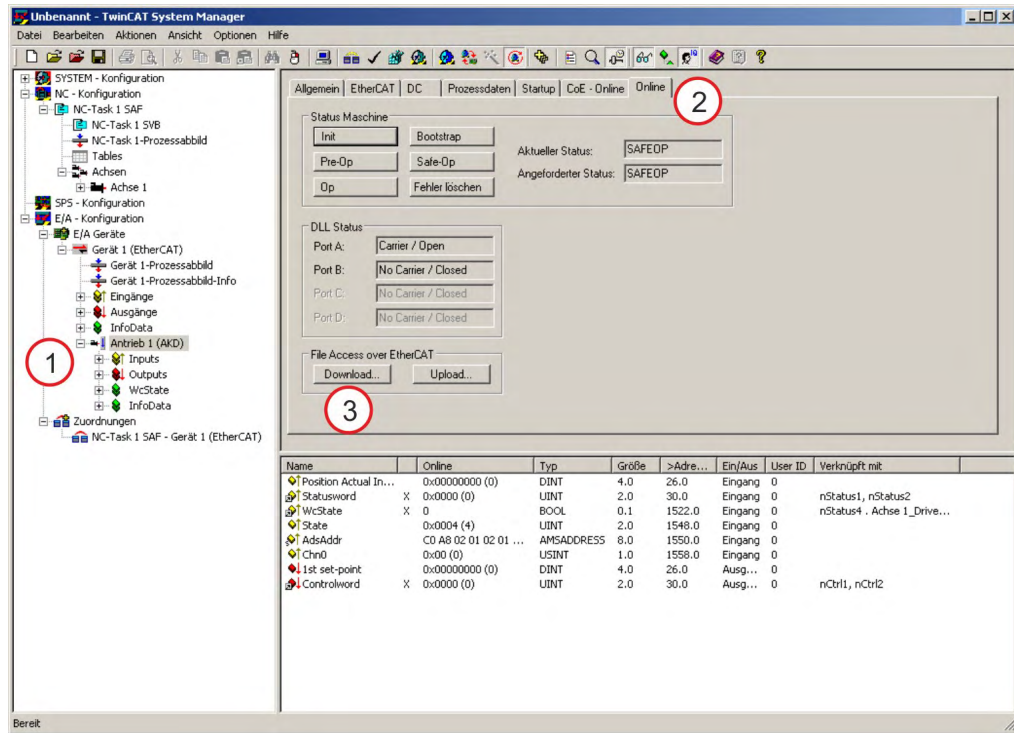 Unbenannt - TwinCAT System Manager
Datei Bearbeiten Aktionen Ansicht Optionen Hilfe
SYSTEM - Konfiguration
NC - Konfiguration
NC-Task 1 SAF
NC-Task 1 SVB
NC-Task 1-Prozessabbild
Tables
Achsen
Achse 1
SPS - Konfiguration
E/A - Konfiguration
E/A Geräte
Gerät 1 (EtherCAT)
Gerät 1-Prozessabbild
Gerät 1-Prozessabbild-Info
Eingänge
Ausgänge
InfoData
Antrieb 1 (AKD)
1
Inputs
Outputs
WcState
InfoData
Zuordnungen
NC-Task 1 SAF - Gerät 1 (EtherCAT)
Allgemein EtherCAT DC Prozessdaten Startup CoE - Online Online
2
Status Maschine
Init Bootstrap
Pre-Op Safe-Op
Op Fehler löschen
Aktueller Status: SAFEOP
Angeforderter Status: SAFEOP
DLL Status
Port A: Carrier / Open
Port B: No Carrier / Closed
Port C: No Carrier / Closed
Port D: No Carrier / Closed
File Access over EtherCAT
Download... Upload...
3
Name Online Typ Größe >Adre... Ein/Aus User ID Verknüpft mit
Position Actual In... 0x00000000 (0) DINT 4.0 26.0 Eingang 0
Statusword X 0x0000 (0) UINT 2.0 30.0 Eingang 0 nStatus1, nStatus2
WcState X 0 BOOL 0.1 1522.0 Eingang 0 nStatus4 . Achse 1_Drive...
State 0x0004 (4) UINT 2.0 1548.0 Eingang 0
AdsAddr C0 A8 02 01 02 01 ... AMSADDRESS 8.0 1550.0 Eingang 0
Chn0 0x00 (0) USINT 1.0 1558.0 Eingang 0
1st set-point 0x00000000 (0) DINT 4.0 26.0 Ausg... 0
Controlword X 0x0000 (0) UINT 2.0 30.0 Ausg... 0 nCtrl1, nCtrl2
Bereit